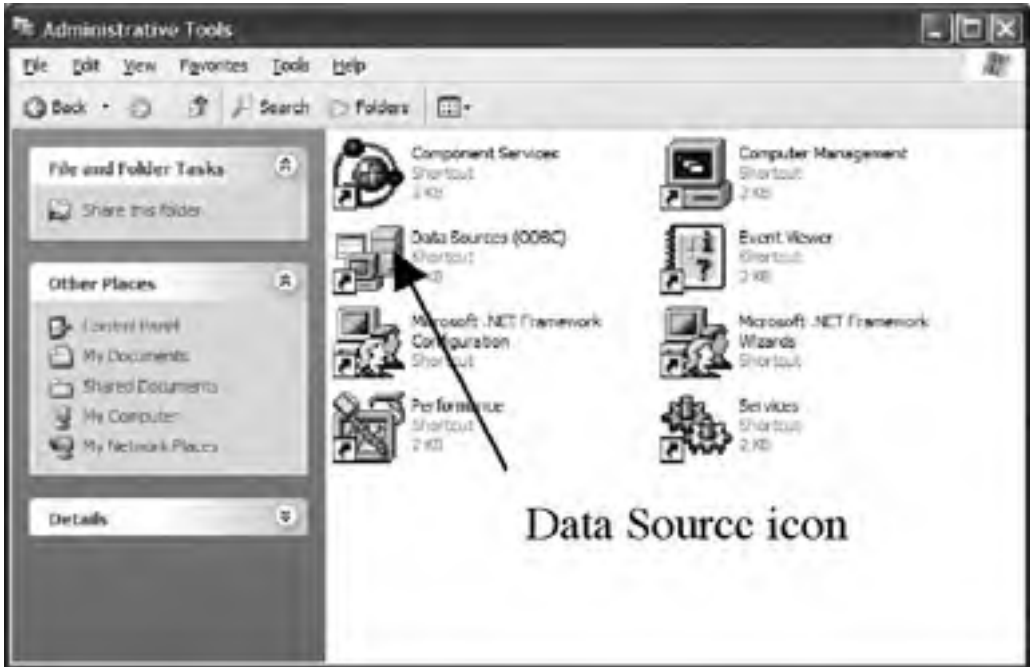 Administrative Tools
File Edit View Favorites Tools Help
Back Search Folders
File and Folder Tasks
Share this folder
Other Places
Control Panel
My Documents
Shared Documents
My Computer
My Network Places
Details
Component Services
Shortcut
2 KB
Computer Management
Shortcut
2 KB
Data Sources (ODBC)
Shortcut
KB
Event Viewer
Shortcut
2 KB
Microsoft .NET Framework
Configuration
Shortcut
Microsoft .NET Framework
Wizards
Shortcut
Performance
Shortcut
2 KB
Services
Shortcut
2 KB
Data Source icon